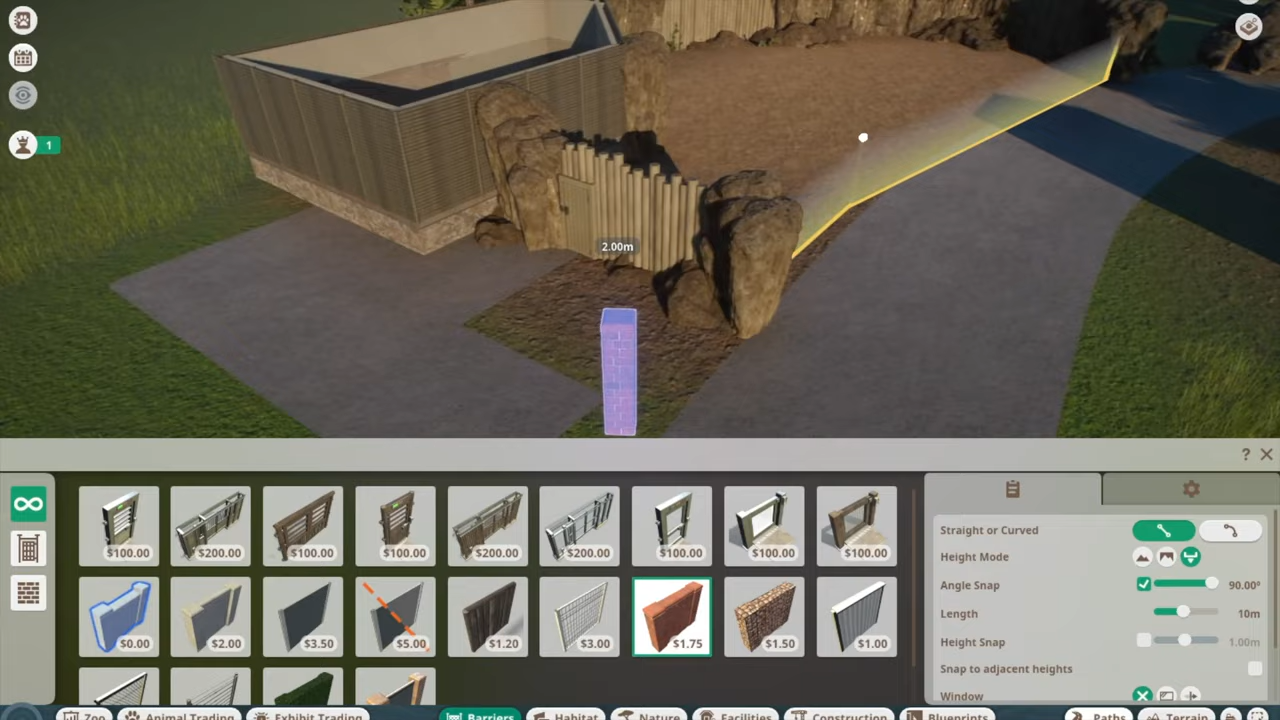 1
2.00m
?
$100.00 $200.00 $100.00 $100.00 $200.00 $200.00 $100.00 $100.00 $100.00
$0.00 $2.00 $3.50 $5.00 $1.20 $3.00 $1.75 $1.50 $1.00
Straight or Curved
Height Mode
Angle Snap 90.00°
Length 10m
Height Snap 1.00m
Snap to adjacent heights
Window
Zoo Animal Trading Exhibit Trading Barriers Habitat Nature Facilities Construction Blueprints Paths Terrain